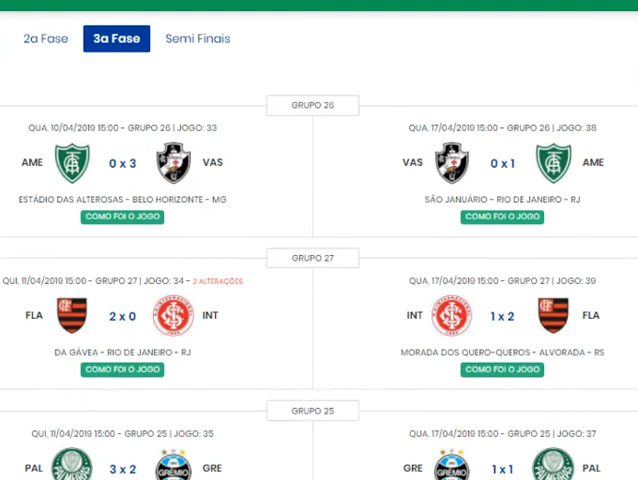 2a Fase 3a Fase Semi Finais
GRUPO 26
QUA, 10/04/2019 15:00 - GRUPO 26 | JOGO: 33
AME 0 x 3 VAS
ESTÁDIO DAS ALTEROSAS - BELO HORIZONTE - MG
COMO FOI O JOGO
QUA, 17/04/2019 15:00 - GRUPO 26 | JOGO: 38
VAS 0 x 1 AME
SÃO JANUÁRIO - RIO DE JANEIRO - RJ
COMO FOI O JOGO
GRUPO 27
QUI, 11/04/2019 15:00 - GRUPO 27 | JOGO: 34 - 2 ALTERAÇÕES
FLA 2 x 0 INT
DA GÁVEA - RIO DE JANEIRO - RJ
COMO FOI O JOGO
QUA, 17/04/2019 15:00 - GRUPO 27 | JOGO: 39
INT 1 x 2 FLA
MORADA DOS QUERO-QUEROS - ALVORADA - RS
COMO FOI O JOGO
GRUPO 25
QUI, 11/04/2019 15:00 - GRUPO 25 | JOGO: 35
PAL PALMEIRAS 3 x 2 GRÊMIO GRE
QUA, 17/04/2019 15:00 - GRUPO 25 | JOGO: 37
GRE GRÊMIO 1 x 1 PALMEIRAS PAL